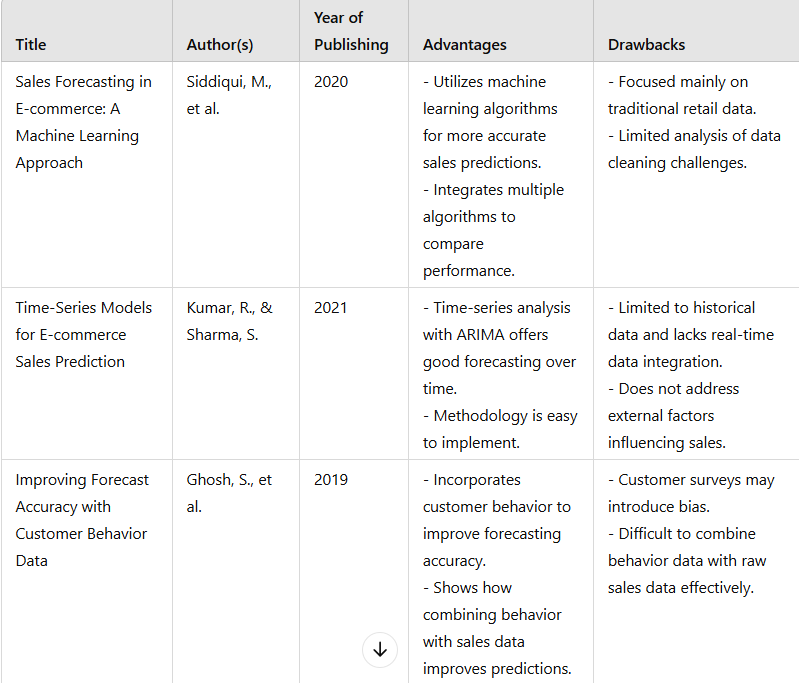 Title
Author(s)
Year of
Publishing
Advantages
Drawbacks
Sales Forecasting in
E-commerce: A
Machine Learning
Approach
Siddiqui, M.,
et al.
2020
- Utilizes machine
learning algorithms
for more accurate
sales predictions.
- Integrates multiple
algorithms to
compare
performance.
- Focused mainly on
traditional retail data.
- Limited analysis of data
cleaning challenges.
Time-Series Models
for E-commerce
Sales Prediction
Kumar, R., &
Sharma, S.
2021
- Time-series analysis
with ARIMA offers
good forecasting over
time.
- Methodology is easy
to implement.
- Limited to historical
data and lacks real-time
data integration.
- Does not address
external factors
influencing sales.
Improving Forecast
Accuracy with
Customer Behavior
Data
Ghosh, S., et
al.
2019
- Incorporates
customer behavior to
improve forecasting
accuracy.
- Shows how
combining behavior
with sales data
improves predictions.
- Customer surveys may
introduce bias.
- Difficult to combine
behavior data with raw
sales data effectively.